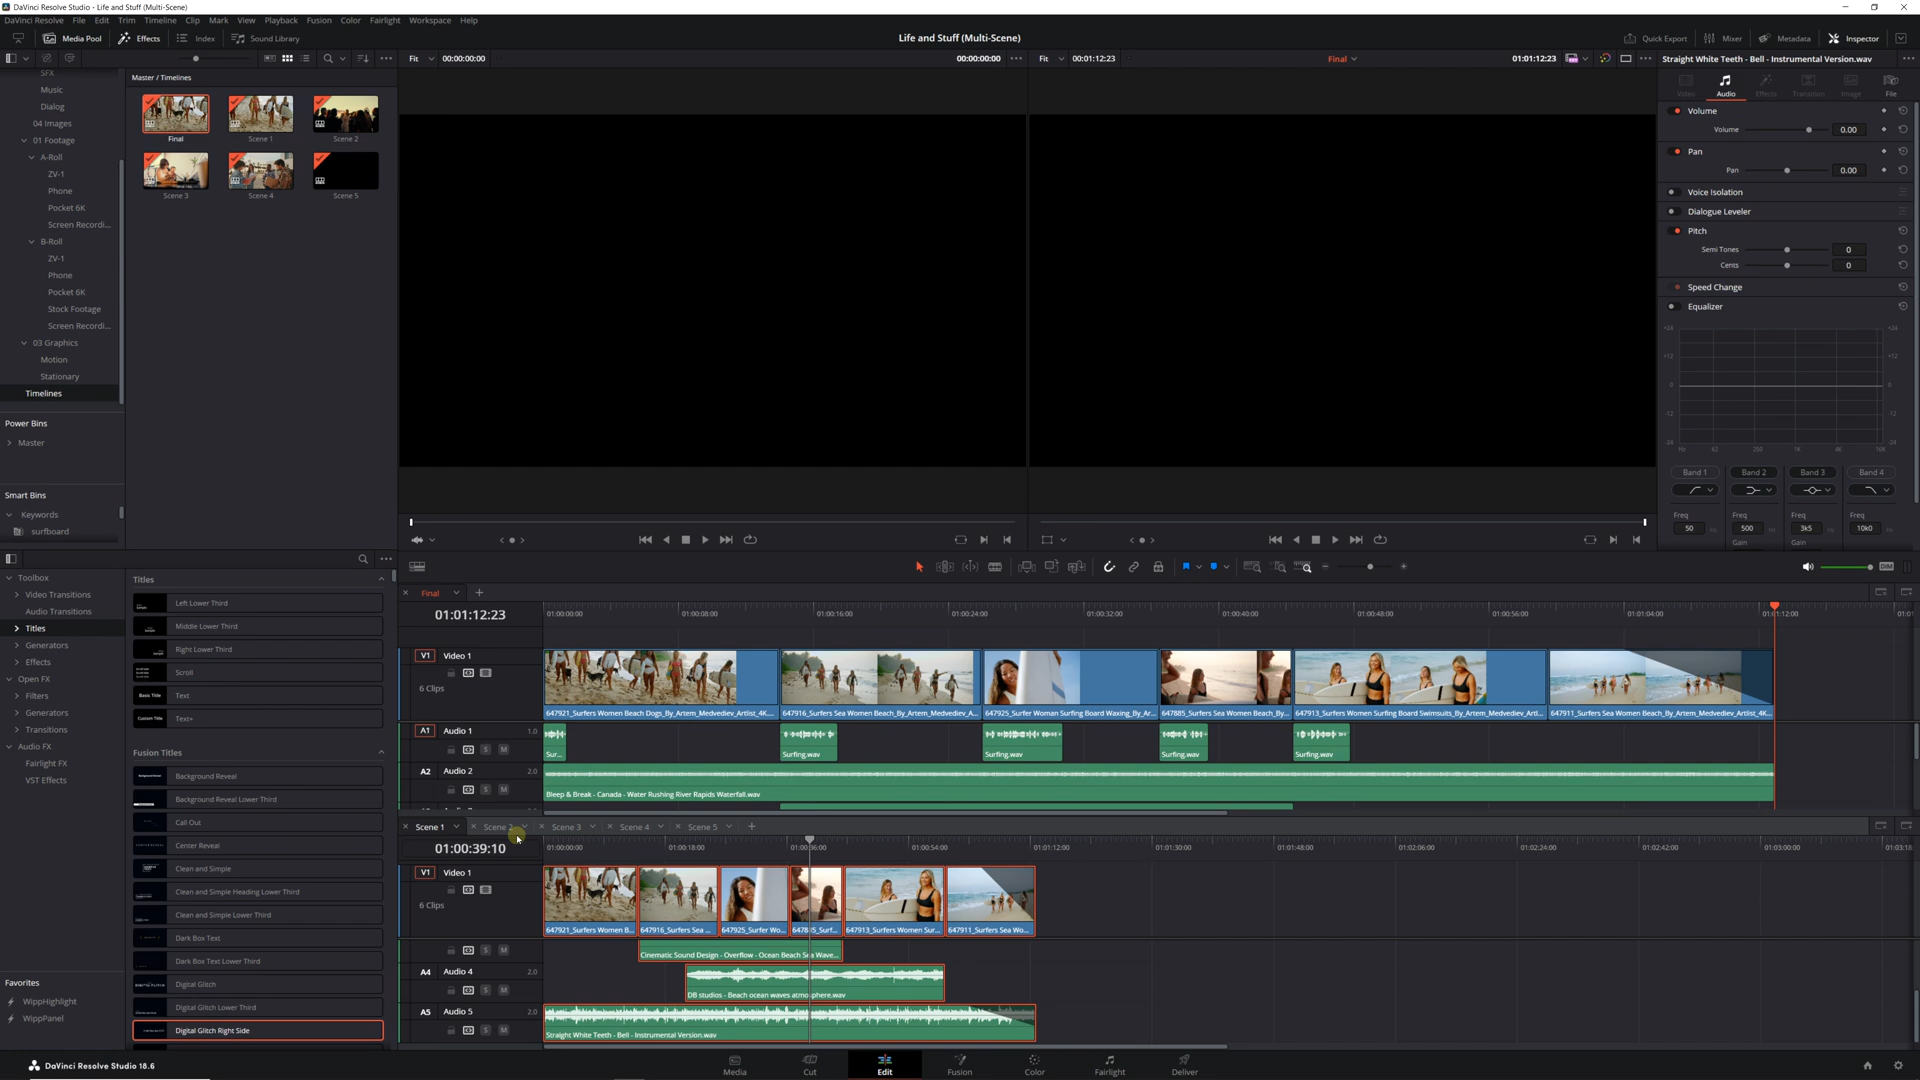 DaVinci Resolve Studio - Life and Stuff (Multi-Scene)
DaVinci Resolve File Edit Trim Timeline Clip Mark View Playback Fusion Color Fairlight Workspace Help
Media Pool Effects Index Sound Library
Life and Stuff (Multi-Scene)
Quick Export Mixer Metadata Inspector
Fit 00:00:00:00
00:00:00:00
Fit 00:01:12:23
Final
01:01:12:23
Straight White Teeth - Bell - Instrumental Version.wav
SFX
Music
Dialog
04 Images
01 Footage
A-Roll
ZV-1
Phone
Pocket 6K
Screen Recordi...
B-Roll
ZV-1
Phone
Pocket 6K
Stock Footage
Screen Recordi...
03 Graphics
Motion
Stationary
Timelines
Power Bins
Master
Smart Bins
Keywords
surfboard
Master / Timelines
Final
Scene 1
Scene 2
Scene 3
Scene 4
Scene 5
Video Audio Effects Transition Image File
Volume
Volume 0.00
Pan
Pan 0.00
Voice Isolation
Dialogue Leveler
Pitch
Semi Tones 0
Cents 0
Speed Change
Equalizer
+24 +24
+12 +12
0 0
-12 -12
-24 -24
Hz 62 250 1K 4K 16K
Band 1 Band 2 Band 3 Band 4
Freq Freq Freq Freq
50 500 3k5 10k0
Gain Gain
Toolbox
Video Transitions
Audio Transitions
Titles
Generators
Effects
Open FX
Filters
Generators
Transitions
Audio FX
Fairlight FX
VST Effects
Favorites
WippHighlight
WippPanel
Titles
Left Lower Third
Middle Lower Third
Right Lower Third
Scroll
Basic Title Text
Custom Title Text+
Fusion Titles
Background Reveal
Background Reveal Lower Third
Call Out
Center Reveal
Clean and Simple
Clean and Simple Heading Lower Third
Clean and Simple Lower Third
Dark Box Text
Dark Box Text Lower Third
Digital Glitch
Digital Glitch Lower Third
Digital Glitch Right Side
DIM
Final
01:01:12:23
01:00:00:00 01:00:08:00 01:00:16:00 01:00:24:00 01:00:32:00 01:00:40:00 01:00:48:00 01:00:56:00 01:01:04:00 01:01:12:00
V1 Video 1
6 Clips
647921_Surfers Women Beach Dogs_By_Artem_Medvediev_Artlist_4K...
647916_Surfers Sea Women Beach_By_Artem_Medvediev_A...
647925_Surfer Woman Surfing Board Waxing_By_Ar...
647885_Surfers Sea Women Beach_By...
647913_Surfers Women Surfing Board Swimsuits_By_Artem_Medvediev_Artl...
647911_Surfers Sea Women Beach_By_Artem_Medvediev_Artlist_4K...
A1 Audio 1 1.0
S M
Sur...
Surfing.wav
Surfing.wav
Surfing.wav
Surfing.wav
A2 Audio 2 2.0
S M
Bleep & Break - Canada - Water Rushing River Rapids Waterfall.wav
Scene 1 Scene 2 Scene 3 Scene 4 Scene 5
01:00:39:10
01:00:00:00 01:00:18:00 01:00:36:00 01:00:54:00 01:01:12:00 01:01:30:00 01:01:48:00 01:02:06:00 01:02:24:00 01:02:42:00 01:03:00:00 01:03:18
V1 Video 1
6 Clips
647921_Surfers Women B...
647916_Surfers Sea ...
647925_Surfer Wo...
647913_Surfers Women Sur...
647911_Surfers Sea Wo...
S M
Cinematic Sound Design - Overflow - Ocean Beach Sea Wave...
A4 Audio 4 2.0
S M
DB studios - Beach ocean waves atmosphere.wav
A5 Audio 5 2.0
S M
Straight White Teeth - Bell - Instrumental Version.wav
DaVinci Resolve Studio 18.6
Media Cut Edit Fusion Color Fairlight Deliver